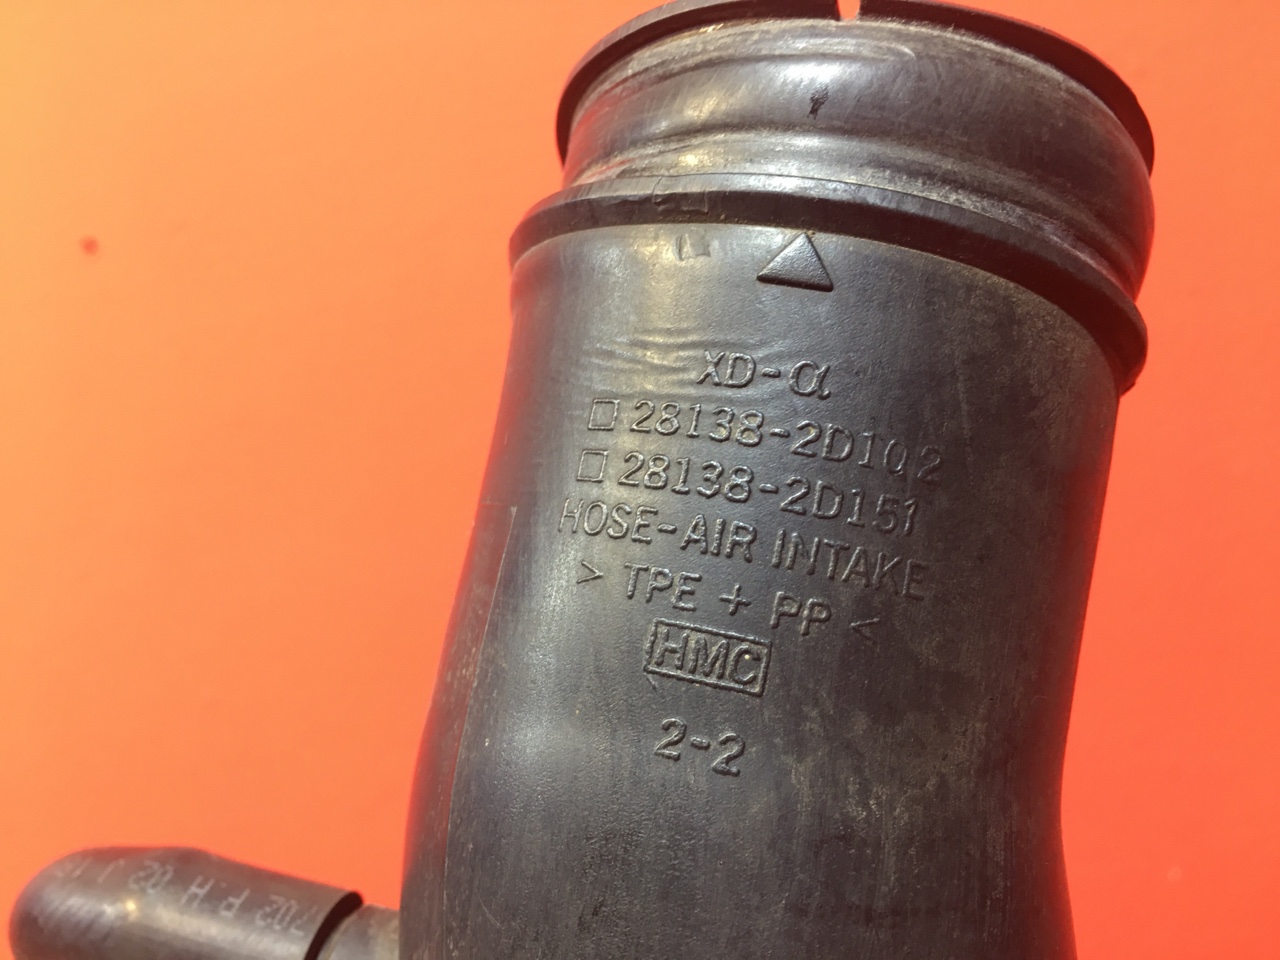 XD-α
□ 28138-2D102
□ 28138-2D151
HOSE-AIR INTAKE
> TPE + PP <
HMC
2-2